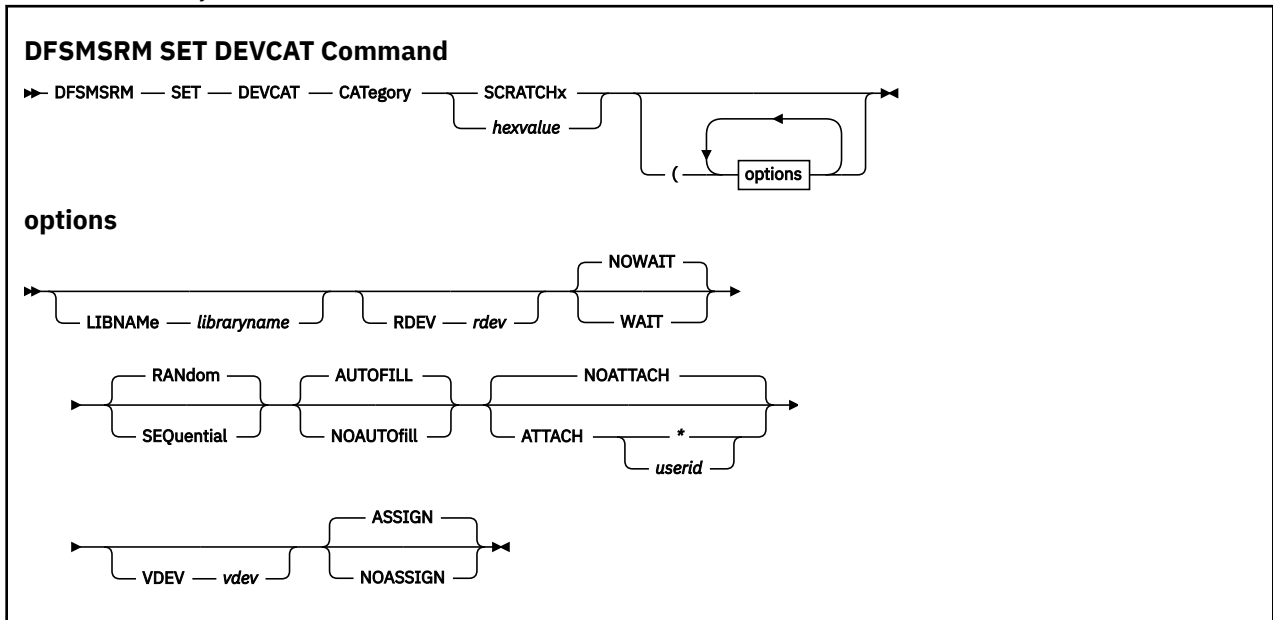 DFSMSRM SET DEVCAT Command
DFSMSRM SET DEVCAT CATegory SCRATCHx
hexvalue
( options
options
NOWAIT
LIBNAMe libraryname RDEV rdev WAIT
RANdom AUTOFILL NOATTACH
SEQuential NOAUTOfill ATTACH *
userid
ASSIGN
VDEV vdev NOASSIGN